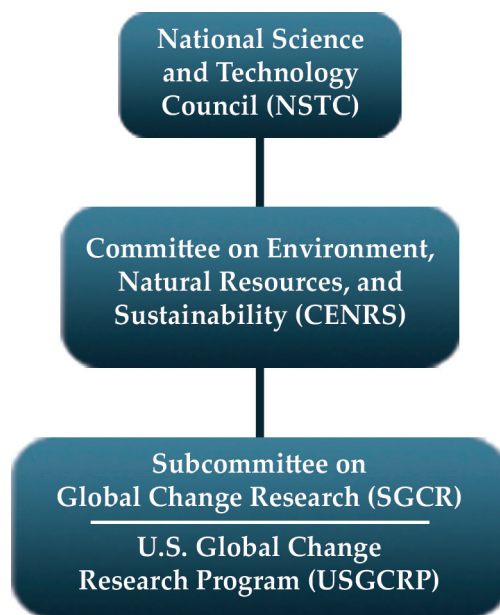 National Science
and Technology
Council (NSTC)
Committee on Environment,
Natural Resources, and
Sustainability (CENRS)
Subcommittee on
Global Change Research (SGCR)
U.S. Global Change
Research Program (USGCRP)